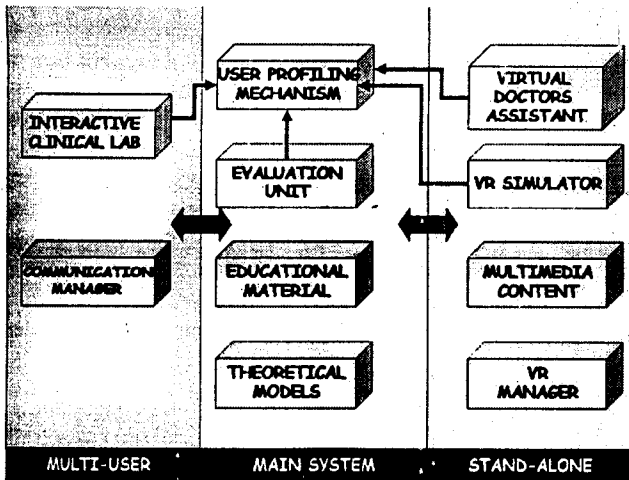 USER PROFILING
MECHANISM
VIRTUAL
DOCTORS
ASSISTANT
INTERACTIVE
CLINICAL LAB
EVALUATION
UNIT
VR SIMULATOR
COMMUNICATION
MANAGER
EDUCATIONAL
MATERIAL
MULTIMEDIA
CONTENT
THEORETICAL
MODELS
VR
MANAGER
MULTI-USER
MAIN SYSTEM
STAND-ALONE